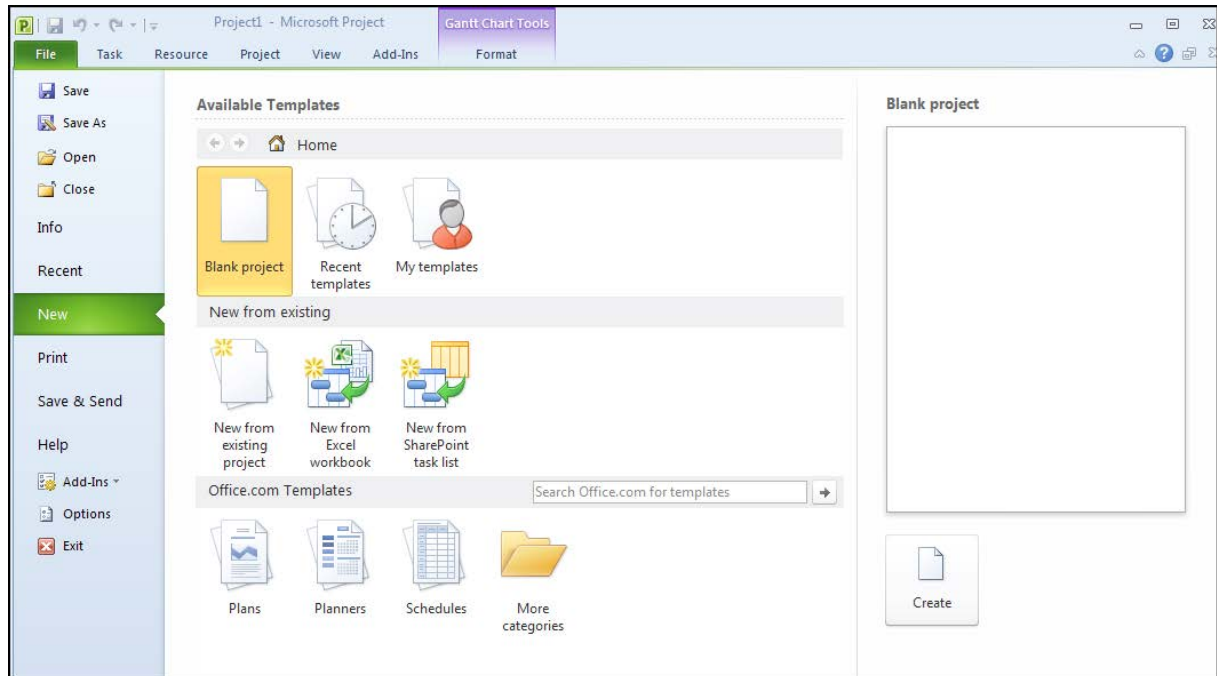 Project1 - Microsoft Project
Gantt Chart Tools
File Task Resource Project View Add-Ins Format
Save
Save As
Open
Close
Info
Recent
New
Print
Save & Send
Help
Add-Ins
Options
Exit
Available Templates
Home
Blank project
Recent
templates
My templates
New from existing
New from
existing
project
New from
Excel
workbook
New from
SharePoint
task list
Office.com Templates
Search Office.com for templates
Plans
Planners
Schedules
More
categories
Blank project
Create